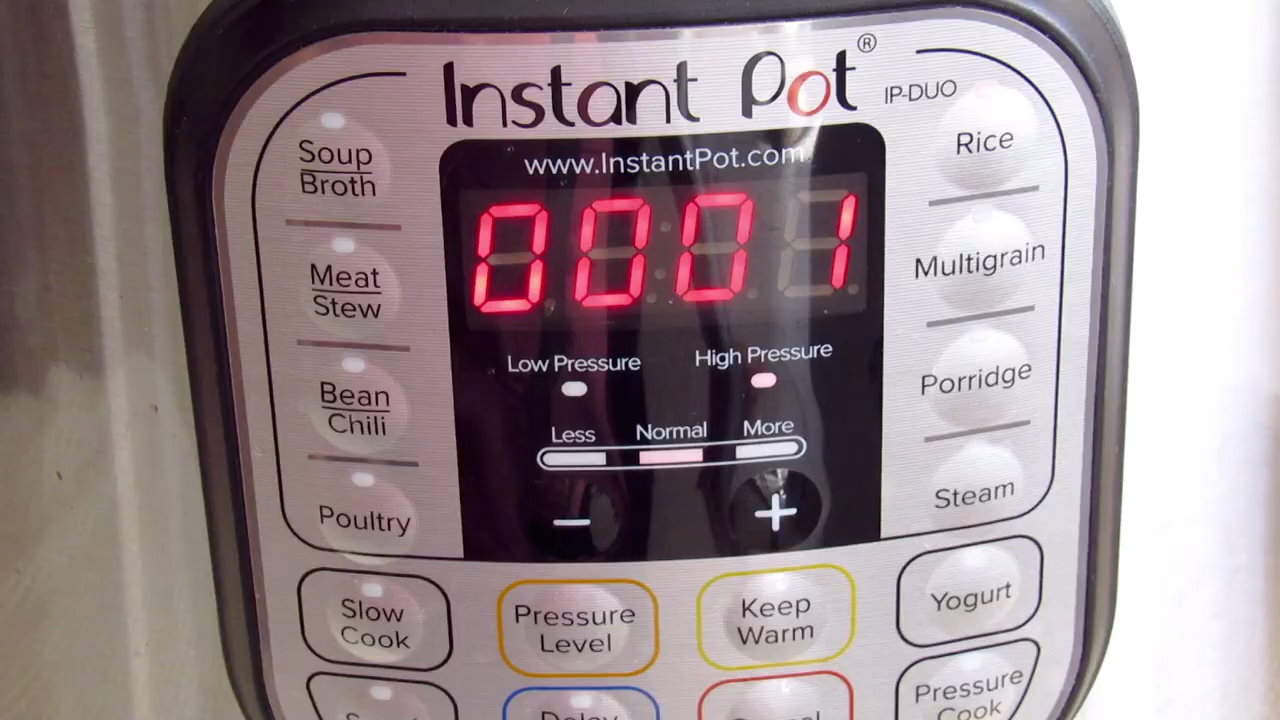 Instant Pot®
IP-DUO
www.InstantPot.com
0001
Low Pressure
High Pressure
Less
Normal
More
−
+
Soup
Broth
Meat
Stew
Bean
Chili
Poultry
Rice
Multigrain
Porridge
Steam
Slow
Cook
Pressure
Level
Keep
Warm
Yogurt
Delay
Pressure
Cook